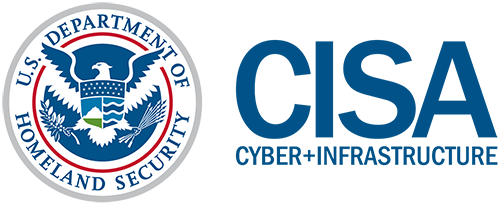 U.S. DEPARTMENT OF
HOMELAND SECURITY
CISA
CYBER+INFRASTRUCTURE